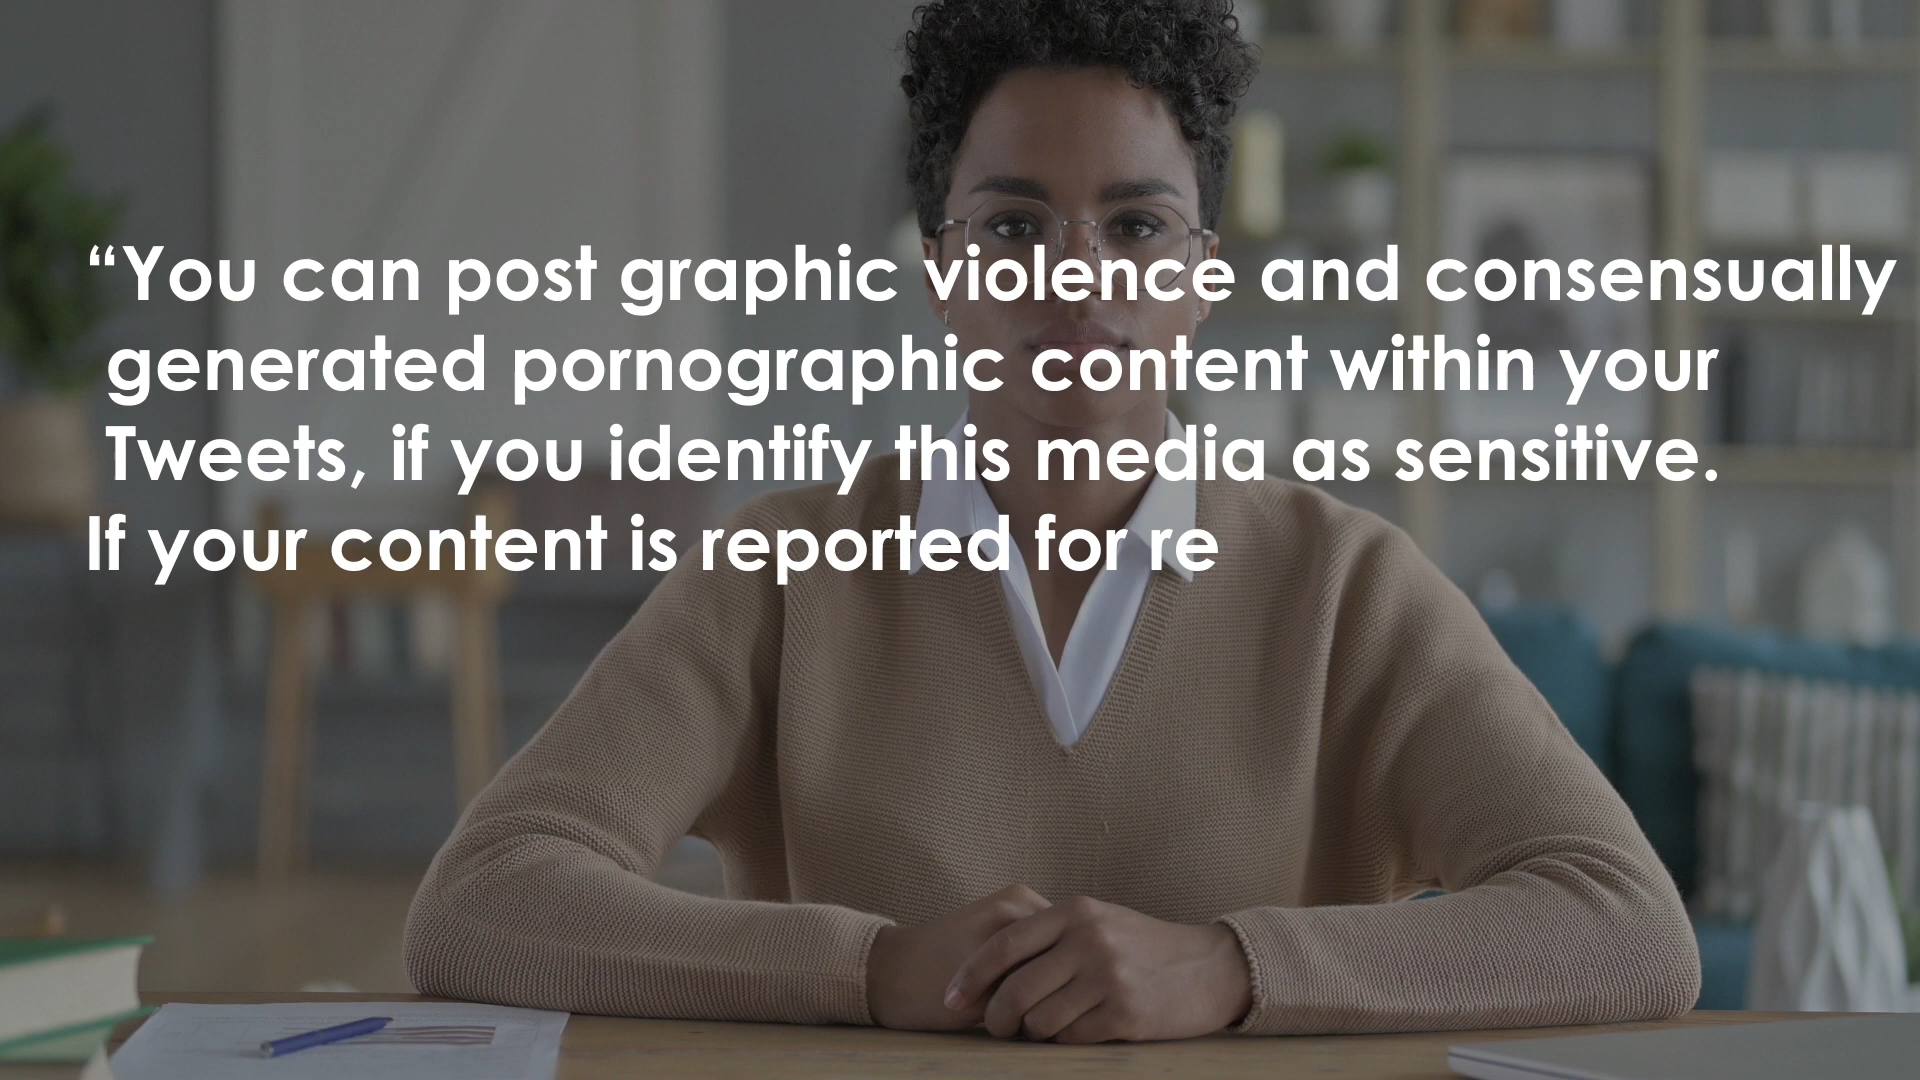 “You can post graphic violence and consensually
generated pornographic content within your
Tweets, if you identify this media as sensitive.
If your content is reported for re